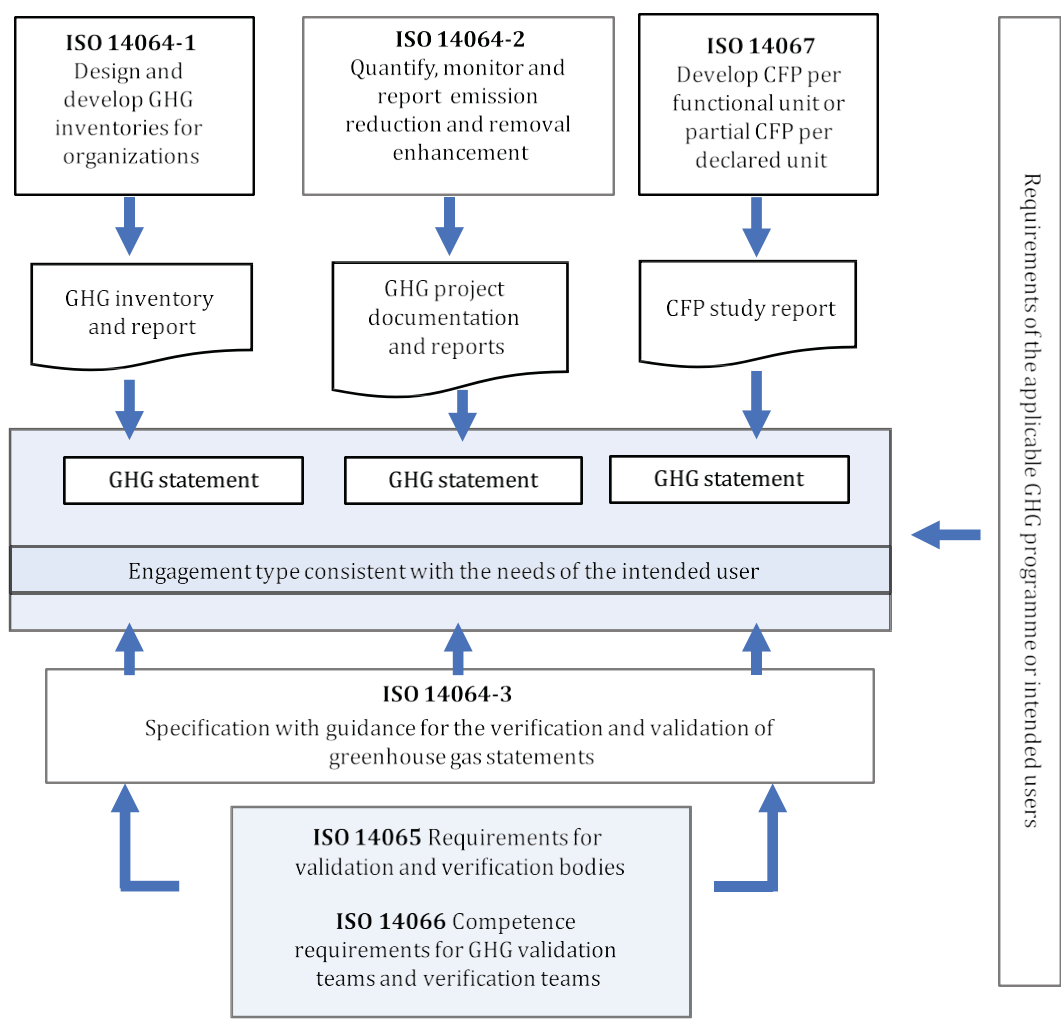 ISO 14064-1
Design and
develop GHG
inventories for
organizations
ISO 14064-2
Quantify, monitor and
report emission
reduction and removal
enhancement
ISO 14067
Develop CFP per
functional unit or
partial CFP per
declared unit
GHG inventory
and report
GHG project
documentation
and reports
CFP study report
GHG statement
GHG statement
GHG statement
Engagement type consistent with the needs of the intended user
ISO 14064-3
Specification with guidance for the verification and validation of
greenhouse gas statements
ISO 14065 Requirements for
validation and verification bodies
ISO 14066 Competence
requirements for GHG validation
teams and verification teams
Requirements of the applicable GHG programme or intended users